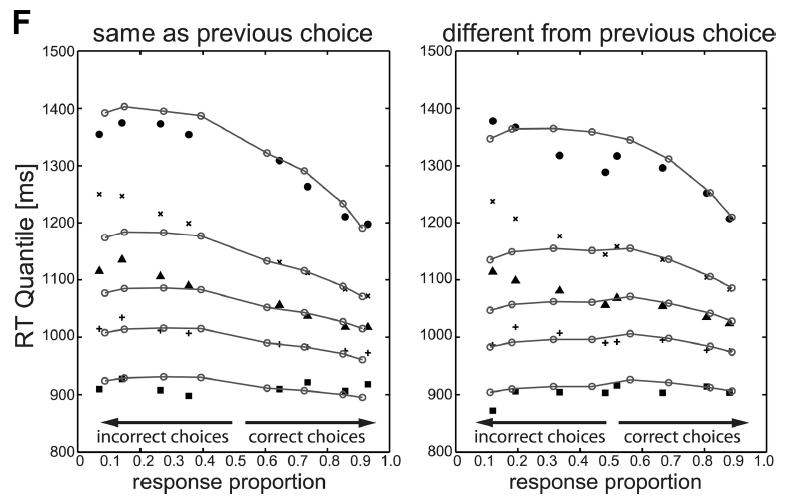 F
same as previous choice
different from previous choice
RT Quantile [ms]
1500
1400
1300
1200
1100
1000
900
800
incorrect choices
correct choices
0 0.1 0.2 0.3 0.4 0.5 0.6 0.7 0.8 0.9 1.0
response proportion
1500
1400
1300
1200
1100
1000
900
800
incorrect choices
correct choices
0 0.1 0.2 0.3 0.4 0.5 0.6 0.7 0.8 0.9 1.0
response proportion